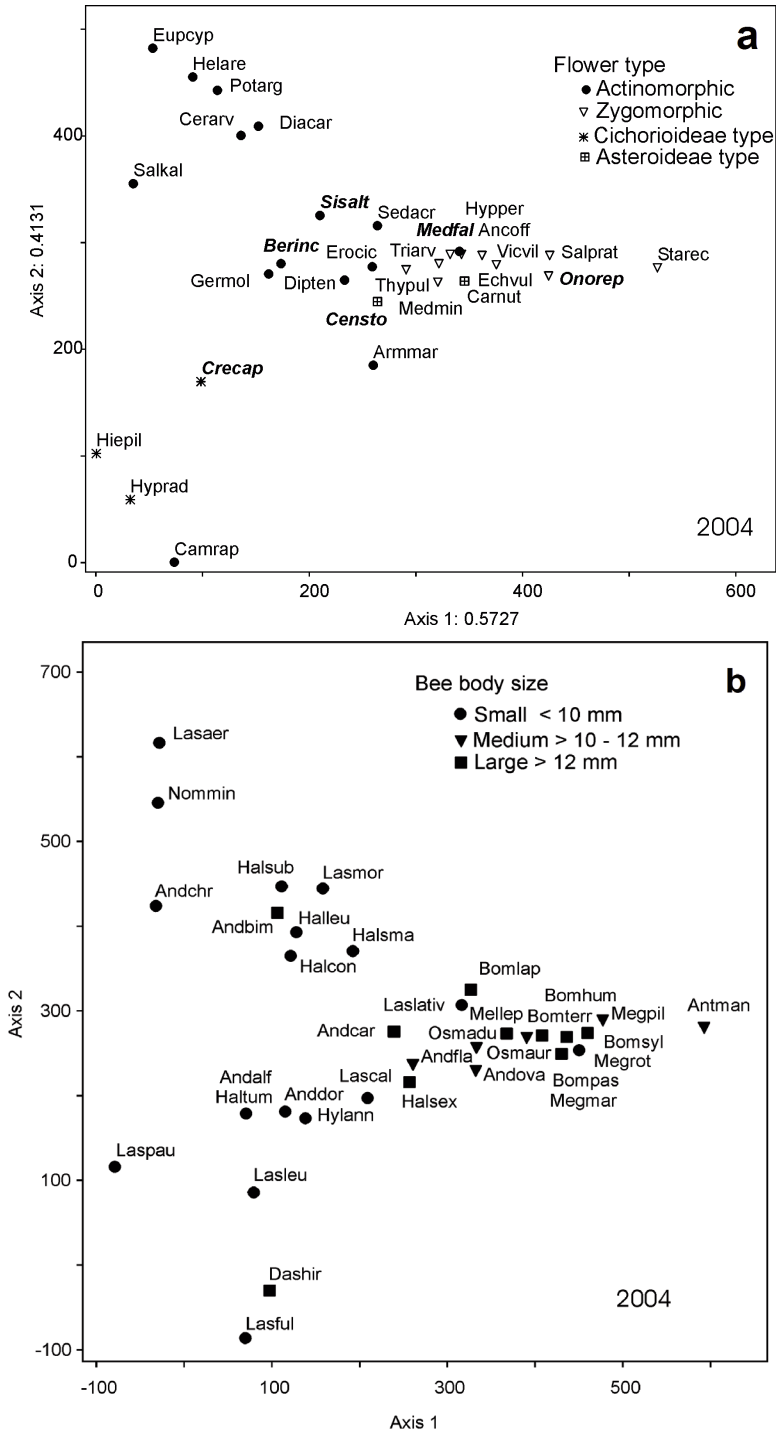 Eupcyp
a
Helare
Flower type
Potarg
Actinomorphic
Zygomorphic
Cerarv
Diacar
400
Cichorioideae type
Asteroideae type
Salkal
Sisalt
Sedacr
Hypper
Medfal
Ancoff
Berinc
Erocic
Triarv
Vicvil
Salprat
Starec
Germol
Dipten
Thypul
Echvul
Onorep
Carnut
Medmin
Censto
Axis 2: 0.4131
200
Armmar
Crecap
Hiepil
Hyprad
2004
Camrap
0
0 200 400 600
Axis 1: 0.5727
700
b
Bee body size
Small < 10 mm
Medium > 10 - 12 mm
Large > 12 mm
Lasaer
Nommin
500
Halsub
Lasmor
Andchr
Andbim
Halleu
Halsma
Halcon
Bomlap
Bomhum
Laslativ
Mellep
Bomterr
Megpil
Antman
300
Andcar
Osmadu
Bomsyl
Andfla
Osmaur
Megrot
Axis 2
Andalf
Lascal
Andova
Bompas
Haltum
Anddor
Halsex
Megmar
Hylann
Laspau
100
Lasleu
Dashir
2004
Lasful
-100
-100 100 300 500
Axis 1